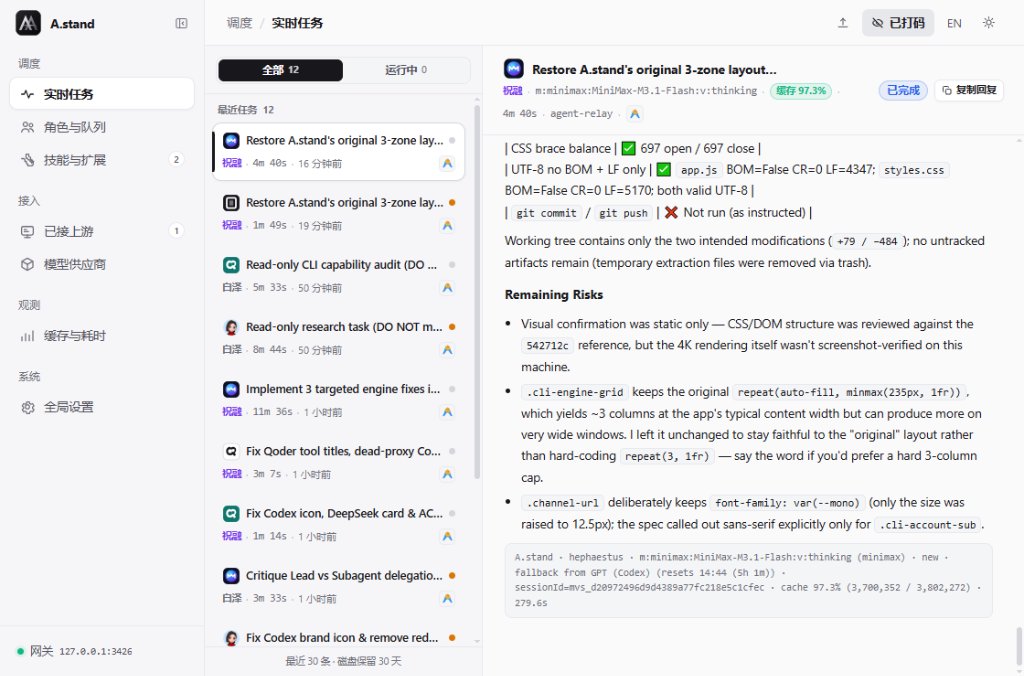 A.stand
调度
实时任务
角色与队列
技能与扩展 2
接入
已接上游 1
模型供应商
观测
缓存与耗时
系统
全局设置
网关 127.0.0.1:3426
调度 / 实时任务
已打码
EN
全部 12
运行中 0
最近任务 12
Restore A.stand's original 3-zone lay...
祝融 · 4m 40s · 16 分钟前
Restore A.stand's original 3-zone lay...
祝融 · 1m 49s · 19 分钟前
Read-only CLI capability audit (DO ...
白泽 · 5m 33s · 50 分钟前
Read-only research task (DO NOT m...
白泽 · 8m 44s · 50 分钟前
Implement 3 targeted engine fixes i...
祝融 · 11m 36s · 1 小时前
Fix Qoder tool titles, dead-proxy Co...
祝融 · 3m 7s · 1 小时前
Fix Codex icon, DeepSeek card & AC...
祝融 · 1m 14s · 1 小时前
Critique Lead vs Subagent delegatio...
白泽 · 3m 33s · 1 小时前
Fix Codex brand icon & remove red...
最近 30 条 · 磁盘保留 30 天
Restore A.stand's original 3-zone layout...
祝融 · m:minimax:MiniMax-M3.1-Flash:v:thinking · 缓存 97.3% ·
4m 40s · agent-relay ·
已完成
复制回复
| CSS brace balance | ✅ 697 open / 697 close |
| UTF-8 no BOM + LF only | ✅ app.js BOM=False CR=0 LF=4347; styles.css
BOM=False CR=0 LF=5170; both valid UTF-8 |
| git commit / git push | ❌ Not run (as instructed) |
Working tree contains only the two intended modifications ( +79 / −484 ); no untracked
artifacts remain (temporary extraction files were removed via trash).
Remaining Risks
• Visual confirmation was static only — CSS/DOM structure was reviewed against the
542712c reference, but the 4K rendering itself wasn't screenshot-verified on this
machine.
• .cli-engine-grid keeps the original repeat(auto-fill, minmax(235px, 1fr)) ,
which yields ~3 columns at the app's typical content width but can produce more on
very wide windows. I left it unchanged to stay faithful to the "original" layout rather
than hard-coding repeat(3, 1fr) — say the word if you'd prefer a hard 3-column
cap.
• .channel-url deliberately keeps font-family: var(--mono) (only the size was
raised to 12.5px); the spec called out sans-serif explicitly only for .cli-account-sub .
A.stand · hephaestus · m:minimax:MiniMax-M3.1-Flash:v:thinking (minimax) · new ·
fallback from GPT (Codex) (resets 14:44 (5h 1m)) ·
sessionId=mvs_d20972496d9d4389a77fc218e5c1cfec · cache 97.3% (3,700,352 / 3,802,272) ·
279.6s